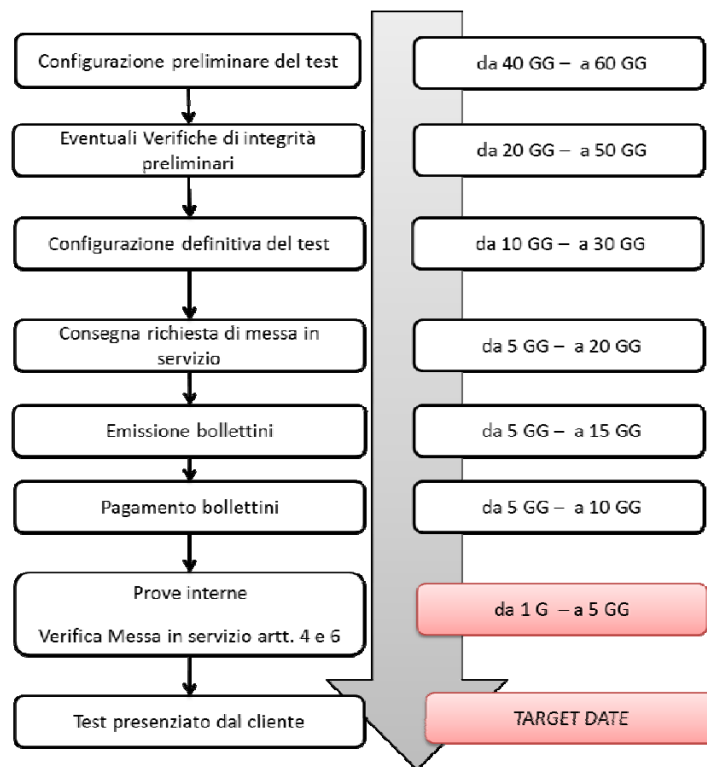 Configurazione preliminare del test
da 40 GG – a 60 GG
Eventuali Verifiche di integrità
preliminari
da 20 GG – a 50 GG
Configurazione definitiva del test
da 10 GG – a 30 GG
Consegna richiesta di messa in
servizio
da 5 GG – a 20 GG
Emissione bollettini
da 5 GG – a 15 GG
Pagamento bollettini
da 5 GG – a 10 GG
Prove interne
Verifica Messa in servizio artt. 4 e 6
da 1 G – a 5 GG
Test presenziato dal cliente
TARGET DATE